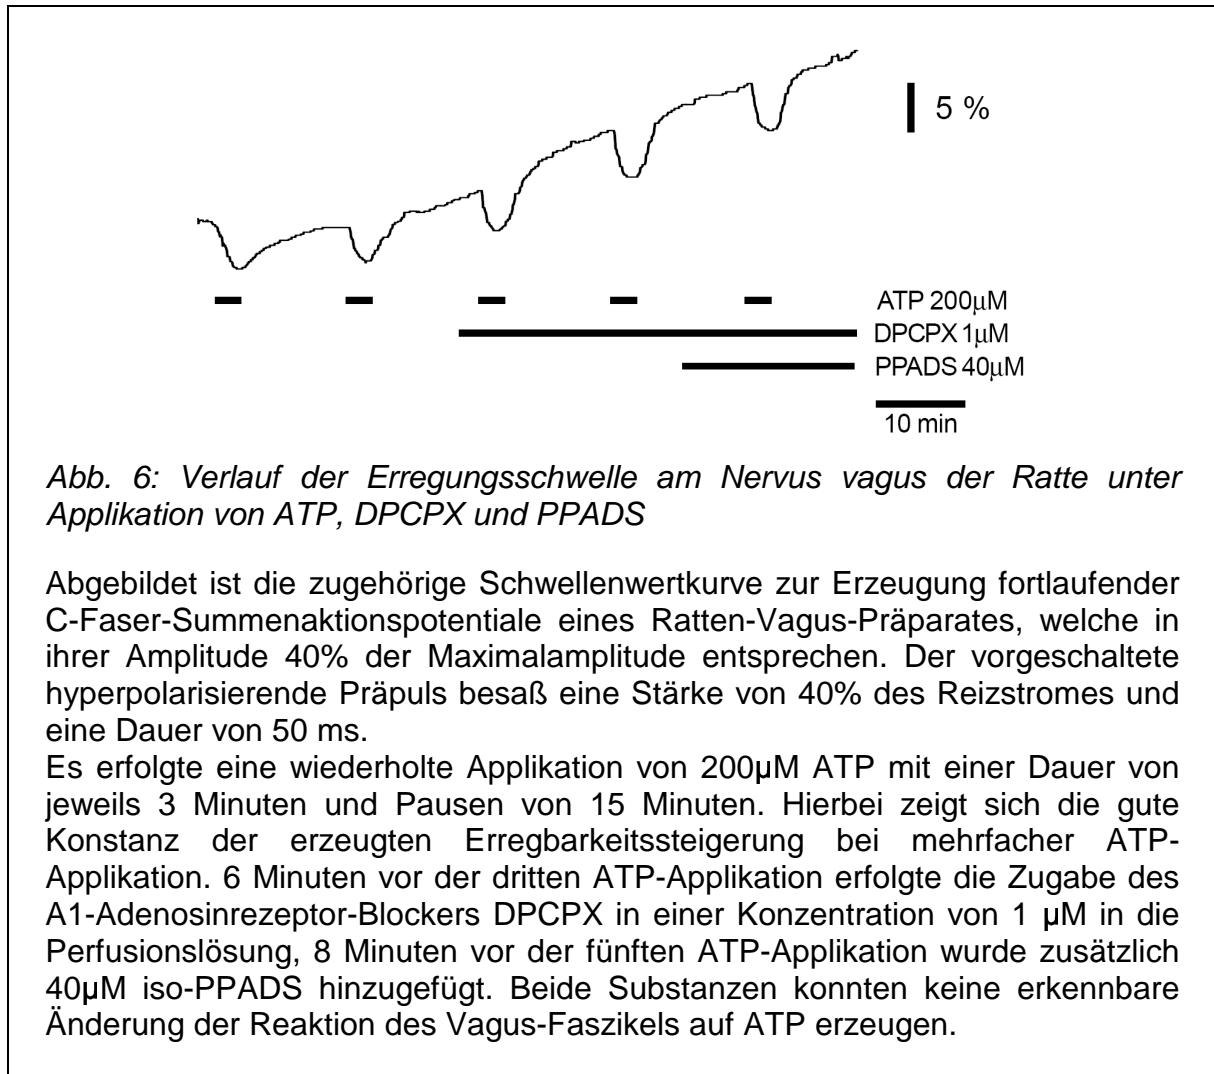 5 %
ATP 200μM
DPCPX 1μM
PPADS 40μM
10 min
Abb. 6: Verlauf der Erregungsschwelle am Nervus vagus der Ratte unter
Applikation von ATP, DPCPX und PPADS
Abgebildet ist die zugehörige Schwellenwertkurve zur Erzeugung fortlaufender
C-Faser-Summenaktionspotentiale eines Ratten-Vagus-Präparates, welche in
ihrer Amplitude 40% der Maximalamplitude entsprechen. Der vorgeschaltete
hyperpolarisierende Präpuls besaß eine Stärke von 40% des Reizstromes und
eine Dauer von 50 ms.
Es erfolgte eine wiederholte Applikation von 200µM ATP mit einer Dauer von
jeweils 3 Minuten und Pausen von 15 Minuten. Hierbei zeigt sich die gute
Konstanz der erzeugten Erregbarkeitssteigerung bei mehrfacher ATP-
Applikation. 6 Minuten vor der dritten ATP-Applikation erfolgte die Zugabe des
A1-Adenosinrezeptor-Blockers DPCPX in einer Konzentration von 1 µM in die
Perfusionslösung, 8 Minuten vor der fünften ATP-Applikation wurde zusätzlich
40µM iso-PPADS hinzugefügt. Beide Substanzen konnten keine erkennbare
Änderung der Reaktion des Vagus-Faszikels auf ATP erzeugen.